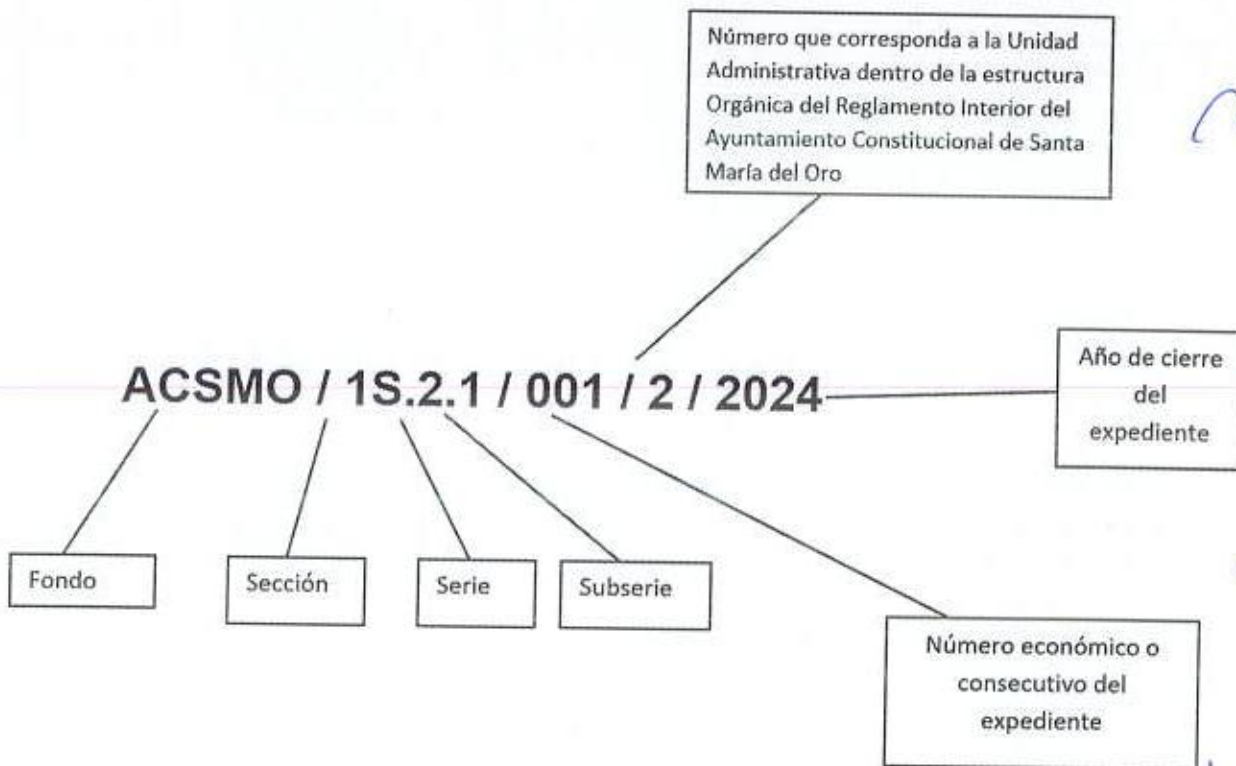 Número que corresponda a la Unidad
Administrativa dentro de la estructura
Orgánica del Reglamento Interior del
Ayuntamiento Constitucional de Santa
María del Oro
ACSMO / 1S.2.1 / 001 / 2 / 2024
Año de cierre
del
expediente
Fondo
Sección
Serie
Subserie
Número económico o
consecutivo del
expediente